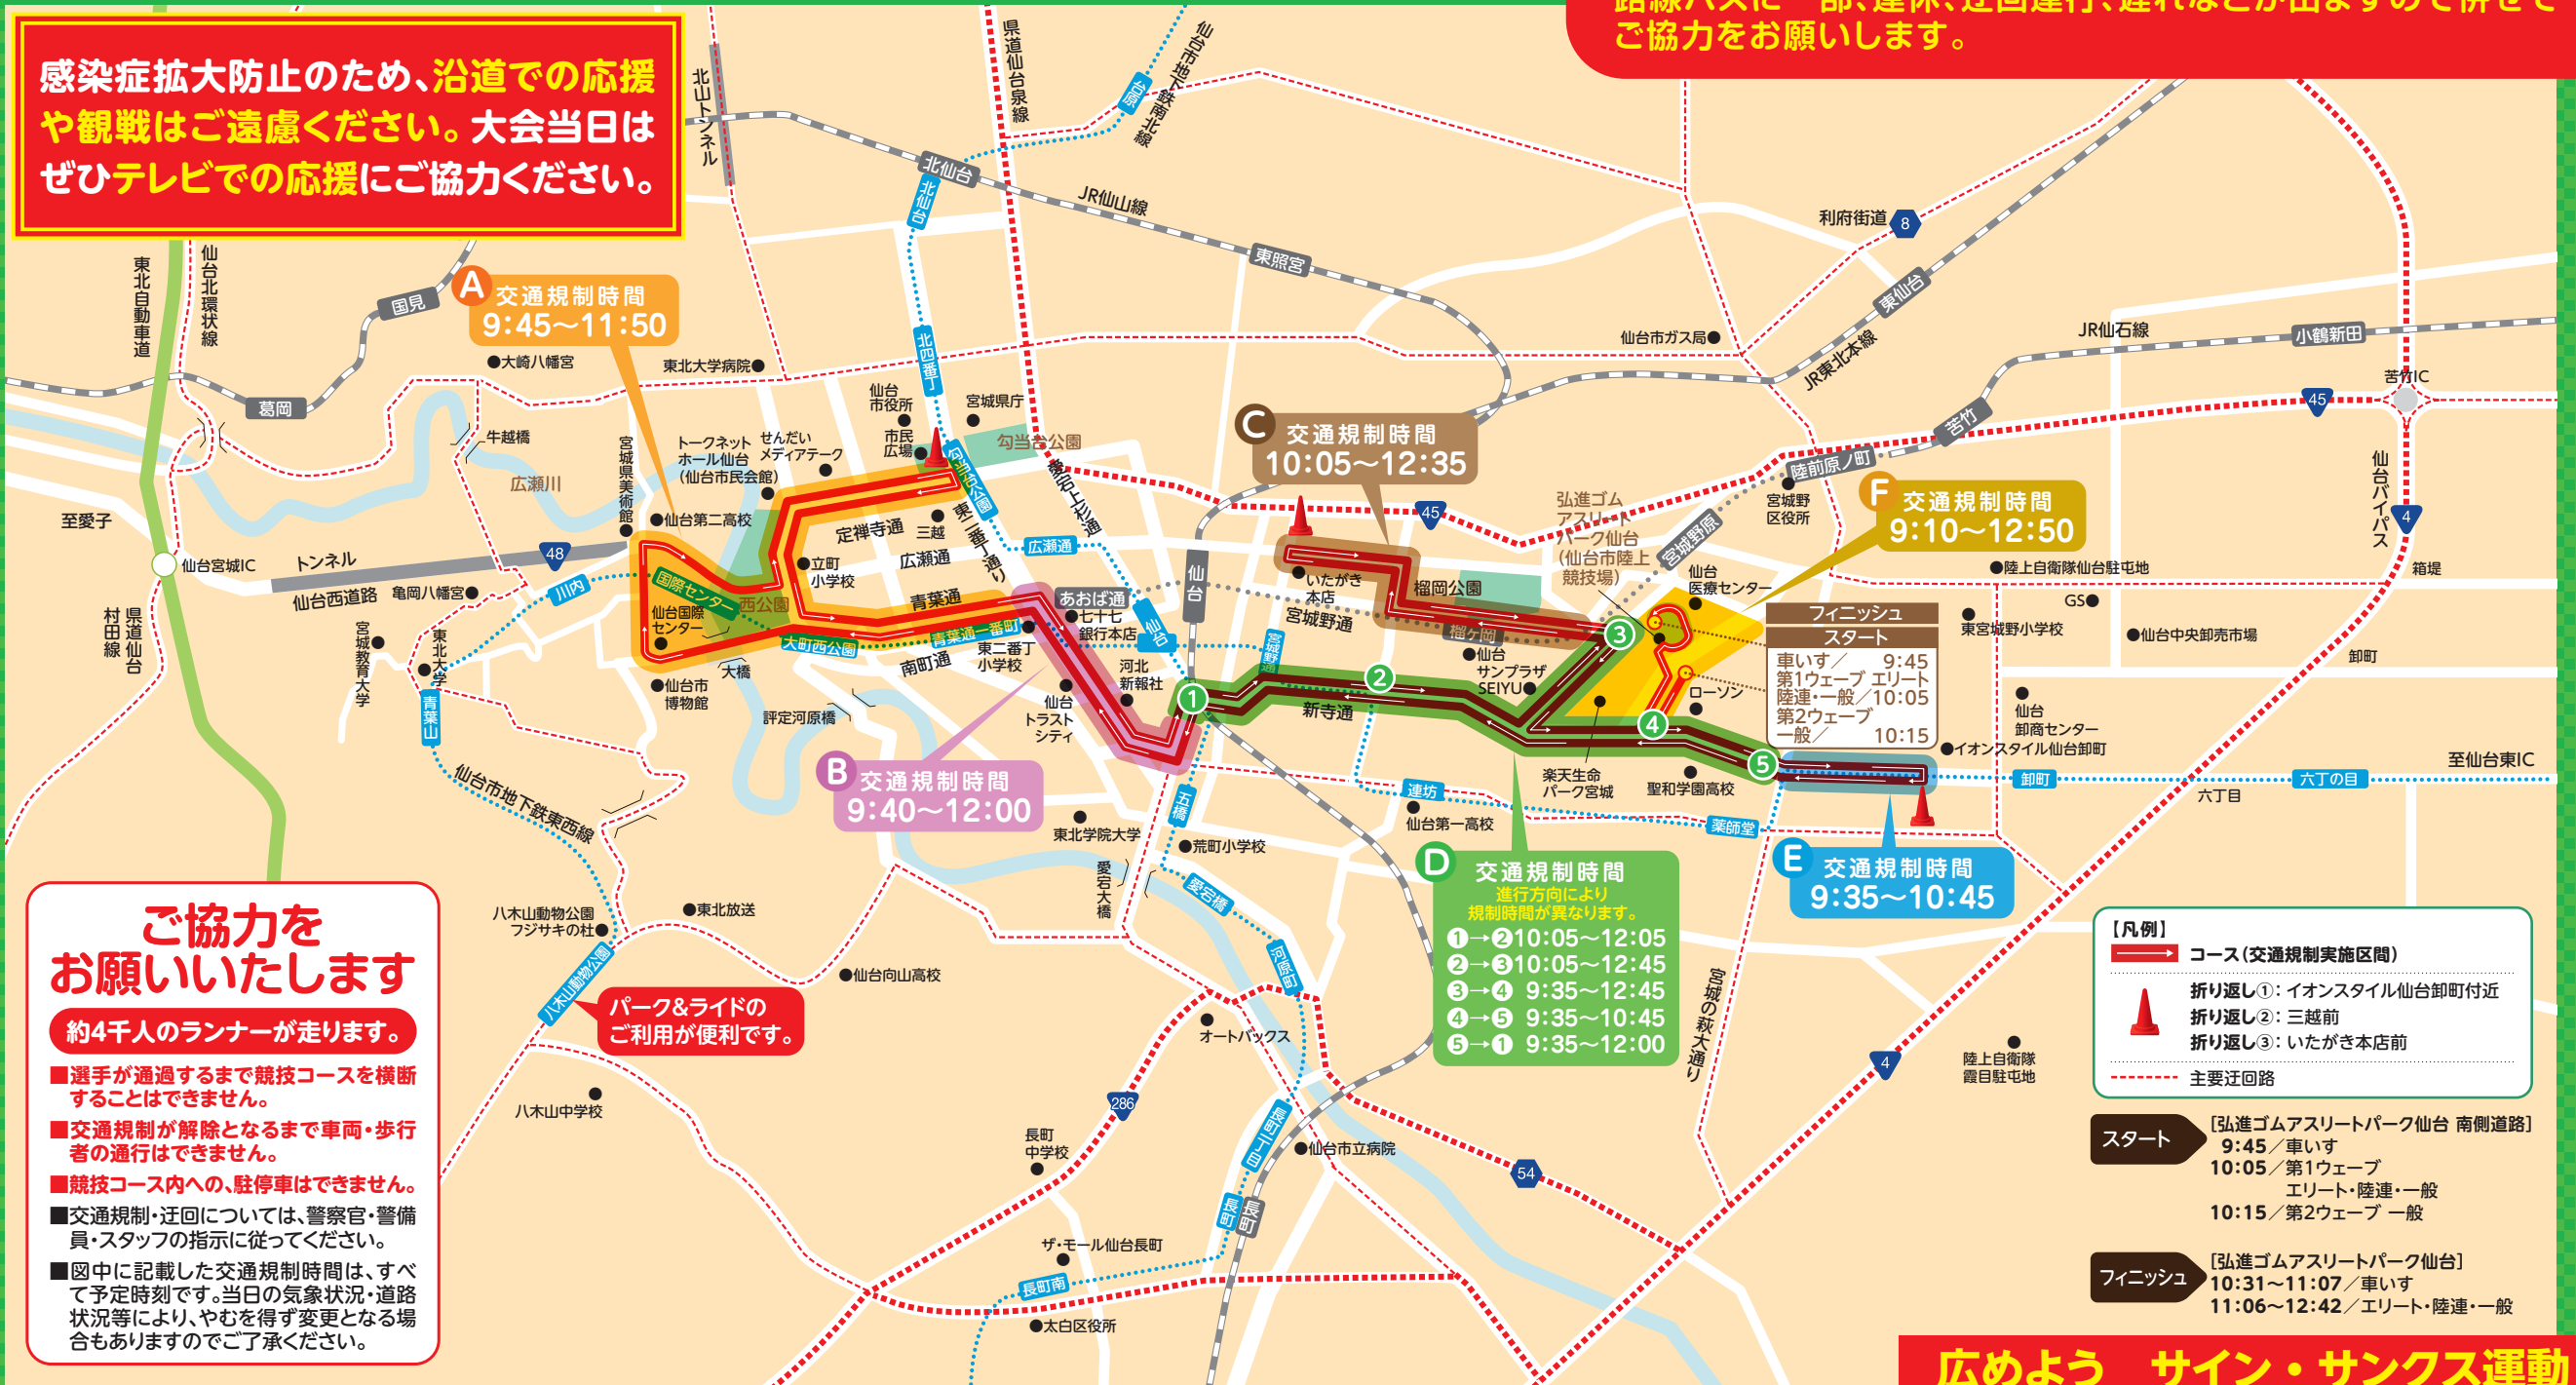 ご協力をお願いします。
感染症拡大防止のため、沿道での応援
や観戦はご遠慮ください。大会当日は
ぜひテレビでの応援にご協力ください。
北山トンネル
県道仙台泉線
仙台市地下鉄南北線
台原
北仙台
北仙台
JR仙山線
東照宮
利府街道
8
東仙台
JR東北本線
JR仙石線
小鶴新田
仙台市ガス局
苦竹IC
45
苦竹
陸前原ノ町
宮城野原
宮城野
区役所
仙台バイパス
4
東北自動車道
仙台北環状線
国見
葛岡
A
交通規制時間
9:45〜11:50
大崎八幡宮
東北大学病院
北四番丁
仙台
市役所
宮城県庁
市民
広場
勾当台公園
勾当台公園
愛宕上杉通
牛越橋
広瀬川
宮城県美術館
トークネット
ホール仙台
(仙台市民会館)
せんだい
メディアテーク
仙台第二高校
定禅寺通
三越
東二番丁通り
広瀬通
広瀬通
立町
小学校
青葉通
至愛子
仙台宮城IC
トンネル
48
仙台西道路
亀岡八幡宮
川内
国際センター
西公園
仙台国際
センター
大町西公園
青葉通一番町
あおば通
七十七
銀行本店
仙台
仙台
県道仙台
村田線
宮城教育大学
東北大学
青葉山
仙台市
博物館
大橋
南町通
東二番丁
小学校
河北
新報社
仙台
トラスト
シティ
評定河原橋
C
交通規制時間
10:05〜12:35
45
いたがき
本店
宮城野通
宮城野通
榴岡公園
榴ケ岡
弘進ゴム
アスリート
パーク仙台
(仙台市陸上
競技場)
仙台
医療センター
F
交通規制時間
9:10〜12:50
仙台
サンプラザ
SEIYU
新寺通
①
②
③
④
⑤
ローソン
フィニッシュ
スタート
車いす/ 9:45
第1ウェーブ エリート
陸連・一般/10:05
第2ウェーブ
一般/ 10:15
陸上自衛隊仙台駐屯地
箱堤
GS
東宮城野小学校
仙台中央卸売市場
卸町
仙台
卸商センター
イオンスタイル仙台卸町
至仙台東IC
卸町
六丁の目
六丁目
楽天生命
パーク宮城
聖和学園高校
B
交通規制時間
9:40〜12:00
五橋
東北学院大学
荒町小学校
連坊
仙台第一高校
薬師堂
愛宕大橋
愛宕橋
河原町
仙台市地下鉄東西線
八木山動物公園
フジサキの杜
八木山動物公園
東北放送
仙台向山高校
パーク&ライドの
ご利用が便利です。
八木山中学校
D
交通規制時間
進行方向により
規制時間が異なります。
❶→❷10:05〜12:05
❷→❸10:05〜12:45
❸→❹ 9:35〜12:45
❹→❺ 9:35〜10:45
❺→❶ 9:35〜12:00
E
交通規制時間
9:35〜10:45
宮城の萩大通り
オートバックス
286
長町
中学校
長町一丁目
仙台市立病院
54
長町
長町
ザ・モール仙台長町
長町南
太白区役所
4
陸上自衛隊
霞目駐屯地
ご協力を
お願いいたします
約4千人のランナーが走ります。
■選手が通過するまで競技コースを横断
することはできません。
■交通規制が解除となるまで車両・歩行
者の通行はできません。
■競技コース内への、駐停車はできません。
■交通規制・迂回については、警察官・警備
員・スタッフの指示に従ってください。
■図中に記載した交通規制時間は、すべ
て予定時刻です。当日の気象状況・道路
状況等により、やむを得ず変更となる場
合もありますのでご了承ください。
【凡例】
コース(交通規制実施区間)
折り返し①：イオンスタイル仙台卸町付近
折り返し②：三越前
折り返し③：いたがき本店前
主要迂回路
スタート
[弘進ゴムアスリートパーク仙台 南側道路]
9:45/車いす
10:05/第1ウェーブ
エリート・陸連・一般
10:15/第2ウェーブ 一般
フィニッシュ
[弘進ゴムアスリートパーク仙台]
10:31〜11:07/車いす
11:06〜12:42/エリート・陸連・一般
広めよう サイン・サンクス運動